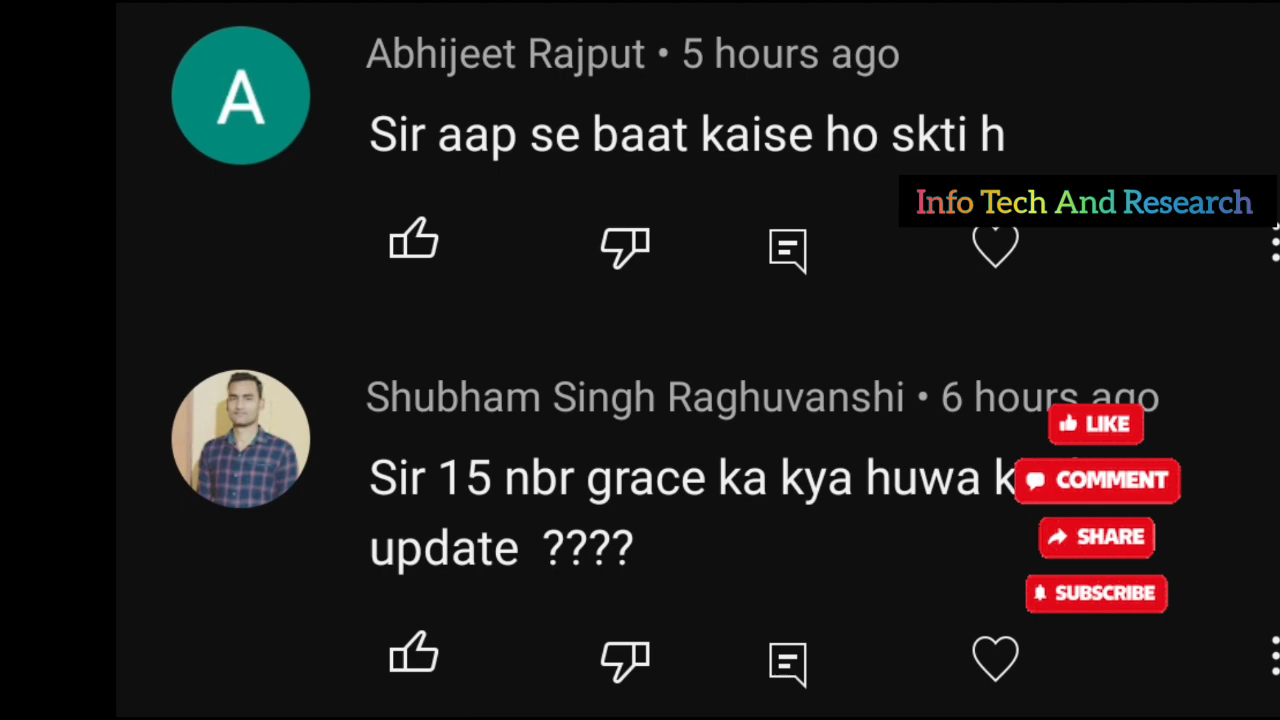 A
Abhijeet Rajput • 5 hours ago
Sir aap se baat kaise ho skti h
Info Tech And Research
Shubham Singh Raghuvanshi • 6 hours ago
LIKE
Sir 15 nbr grace ka kya huwa
COMMENT
update ????
SHARE
SUBSCRIBE